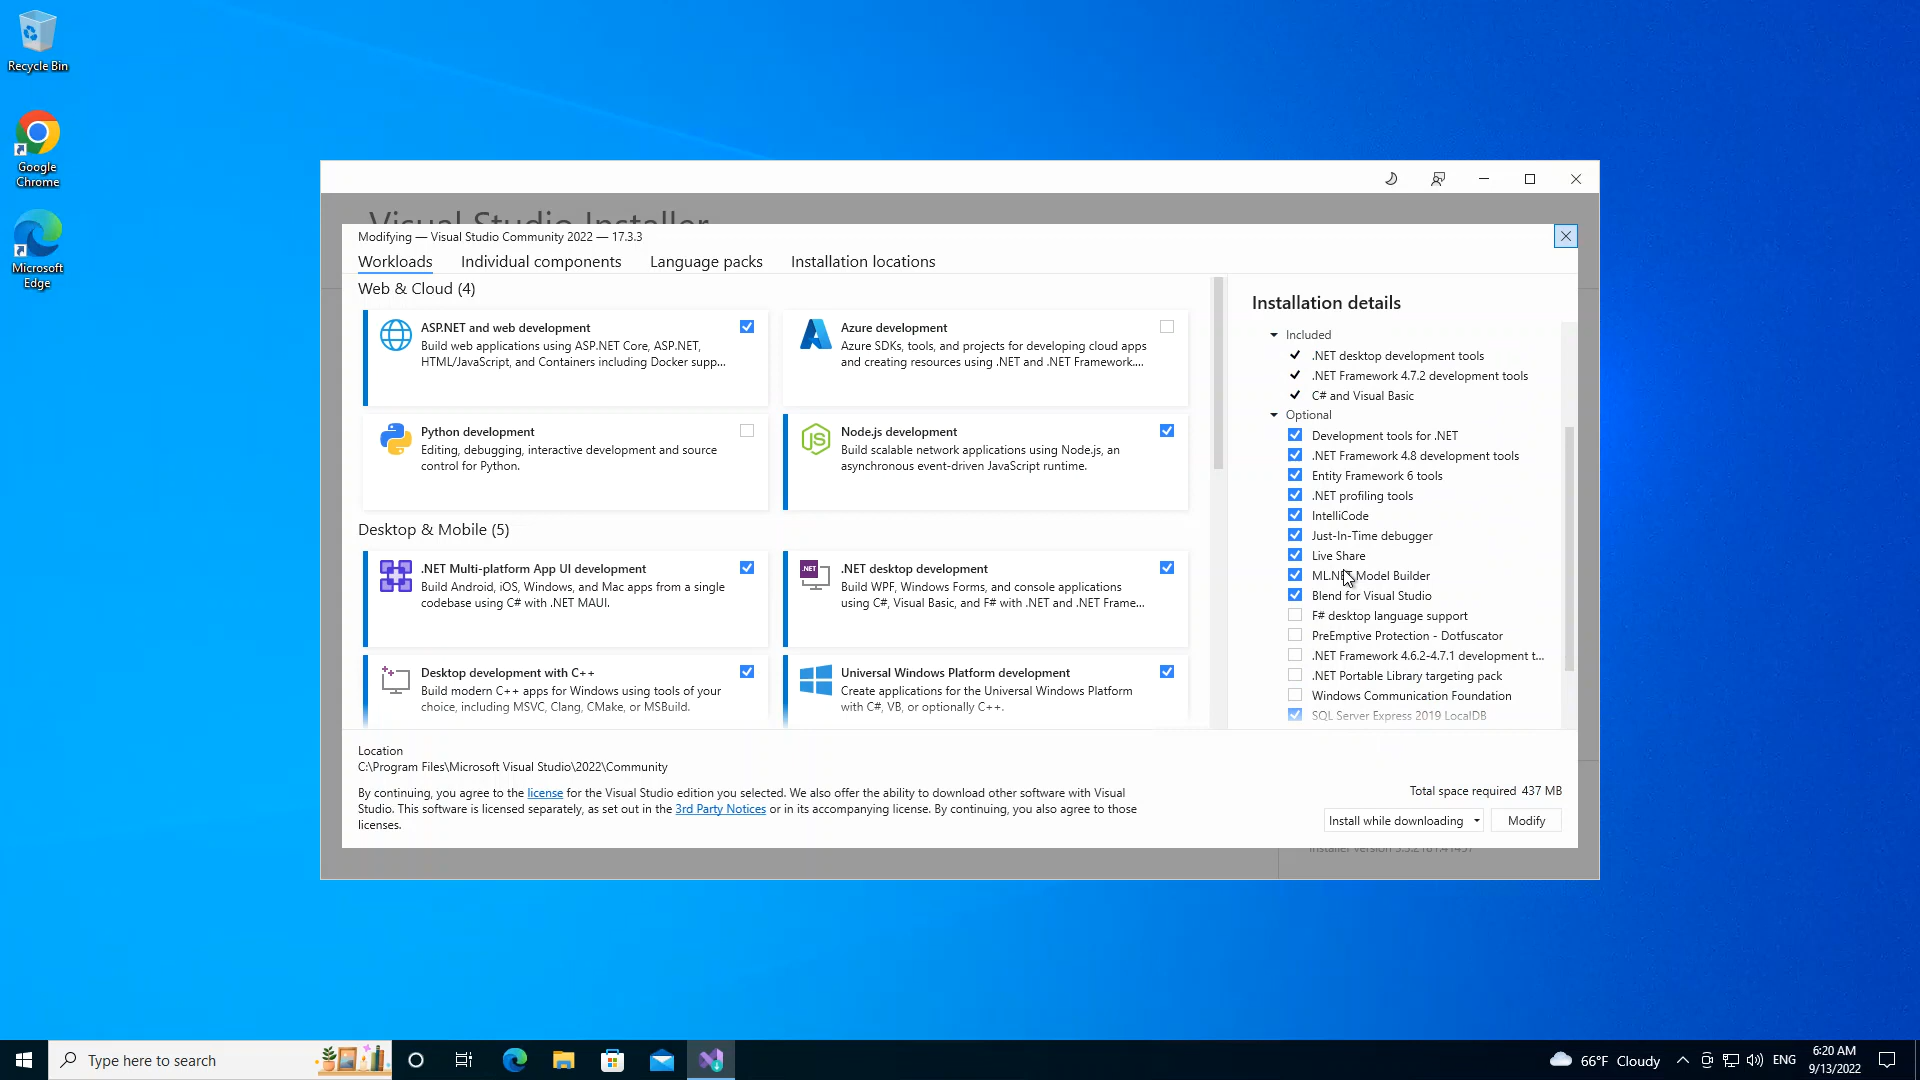 Recycle Bin
Google
Chrome
Microsoft
Edge
Visual Studio Installer
Modifying — Visual Studio Community 2022 — 17.3.3
Workloads
Individual components
Language packs
Installation locations
Web & Cloud (4)
ASP.NET and web development
Build web applications using ASP.NET Core, ASP.NET,
HTML/JavaScript, and Containers including Docker supp...
Azure development
Azure SDKs, tools, and projects for developing cloud apps
and creating resources using .NET and .NET Framework....
Python development
Editing, debugging, interactive development and source
control for Python.
JS
Node.js development
Build scalable network applications using Node.js, an
asynchronous event-driven JavaScript runtime.
Desktop & Mobile (5)
.NET Multi-platform App UI development
Build Android, iOS, Windows, and Mac apps from a single
codebase using C# with .NET MAUI.
.NET
.NET desktop development
Build WPF, Windows Forms, and console applications
using C#, Visual Basic, and F# with .NET and .NET Frame...
Desktop development with C++
Build modern C++ apps for Windows using tools of your
choice, including MSVC, Clang, CMake, or MSBuild.
Universal Windows Platform development
Create applications for the Universal Windows Platform
with C#, VB, or optionally C++.
Installation details
Included
.NET desktop development tools
.NET Framework 4.7.2 development tools
C# and Visual Basic
Optional
Development tools for .NET
.NET Framework 4.8 development tools
Entity Framework 6 tools
.NET profiling tools
IntelliCode
Just-In-Time debugger
Live Share
ML.NET Model Builder
Blend for Visual Studio
F# desktop language support
PreEmptive Protection - Dotfuscator
.NET Framework 4.6.2-4.7.1 development t...
.NET Portable Library targeting pack
Windows Communication Foundation
SQL Server Express 2019 LocalDB
Location
C:\Program Files\Microsoft Visual Studio\2022\Community
By continuing, you agree to the license for the Visual Studio edition you selected. We also offer the ability to download other software with Visual
Studio. This software is licensed separately, as set out in the 3rd Party Notices or in its accompanying license. By continuing, you also agree to those
licenses.
Total space required 437 MB
Install while downloading
Modify
Installer version
Type here to search
66°F Cloudy
ENG
6:20 AM
9/13/2022